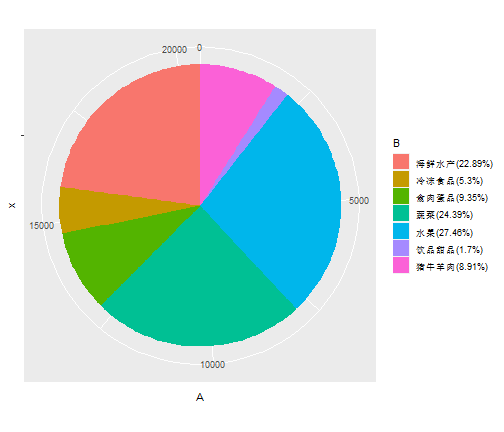 20000
0
5000
10000
15000
x
A
B
海鲜水产(22.89%)
冷冻食品(5.3%)
禽肉蛋品(9.35%)
蔬菜(24.39%)
水果(27.46%)
饮品甜品(1.7%)
猪牛羊肉(8.91%)